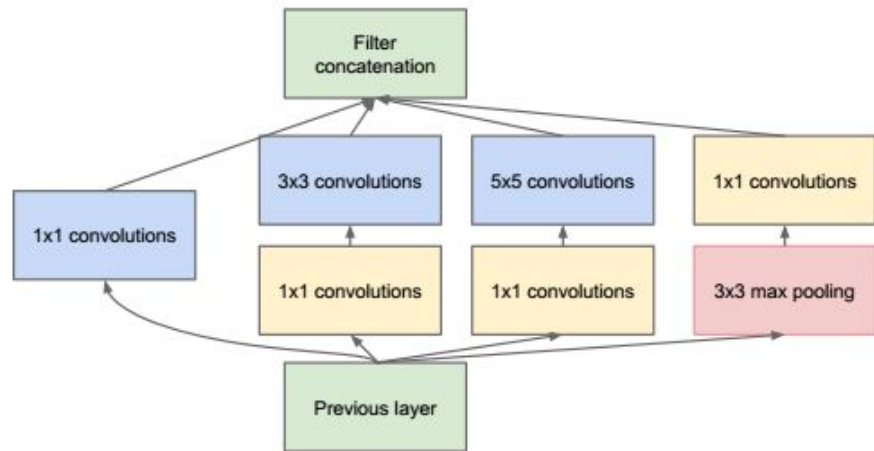 Filter
concatenation
3x3 convolutions
5x5 convolutions
1x1 convolutions
1x1 convolutions
1x1 convolutions
1x1 convolutions
3x3 max pooling
Previous layer